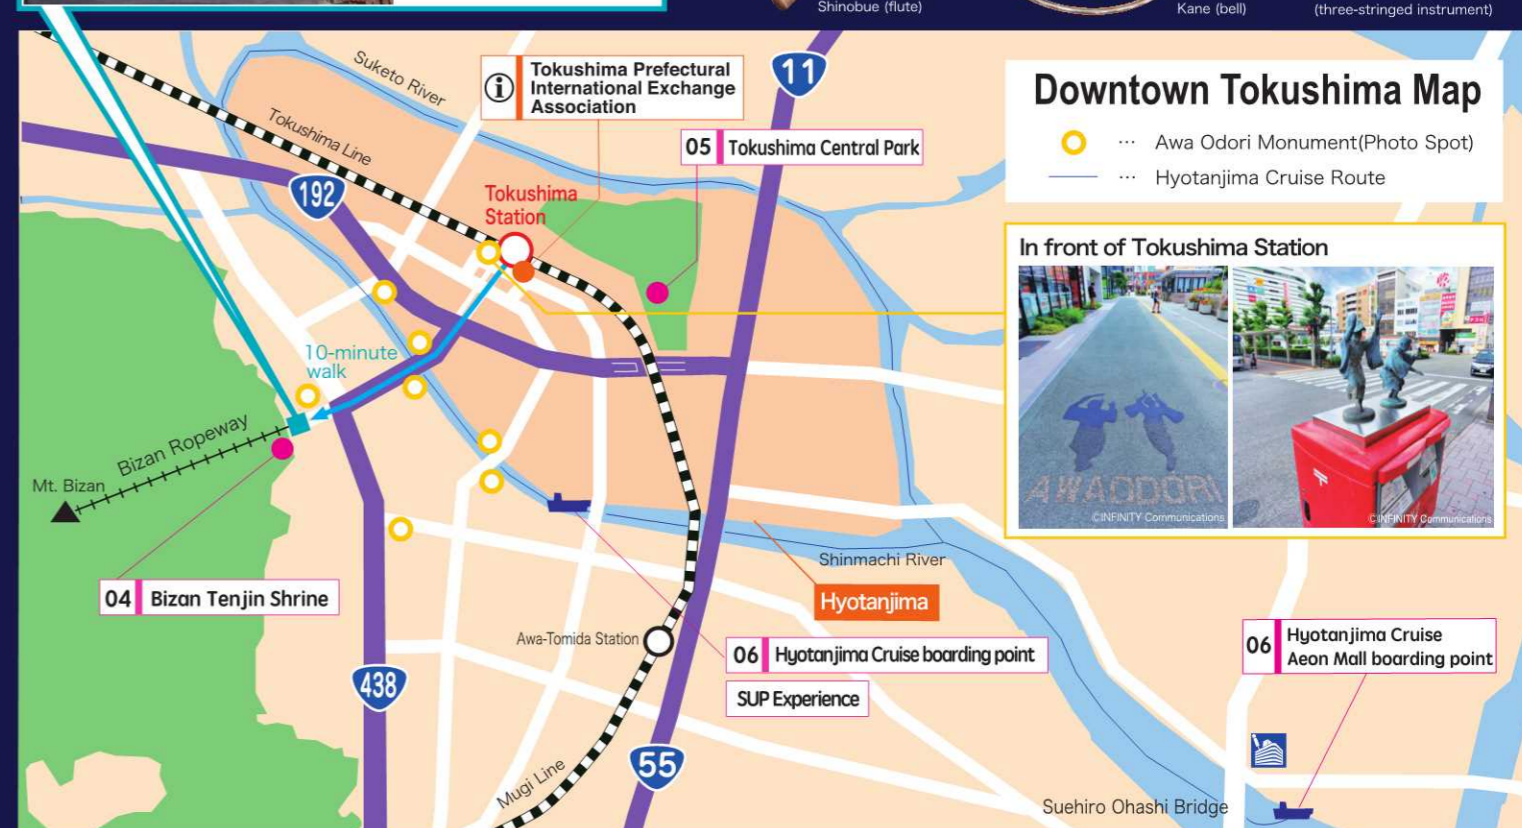 Shinobue (flute)
Kane (bell)
(three-stringed instrument)
Downtown Tokushima Map
… Awa Odori Monument(Photo Spot)
… Hyotanjima Cruise Route
Suketo River
Tokushima Line
i
Tokushima Prefectural
International Exchange
Association
11
05 Tokushima Central Park
192
Tokushima
Station
In front of Tokushima Station
AWAODORI
©INFINITY Communications
〒
©INFINITY Communications
10-minute
walk
Bizan Ropeway
Mt. Bizan
04 Bizan Tenjin Shrine
Shinmachi River
Hyotanjima
Awa-Tomida Station
06 Hyotanjima Cruise boarding point
SUP Experience
06 Hyotanjima Cruise
Aeon Mall boarding point
438
55
Mugi Line
Suehiro Ohashi Bridge